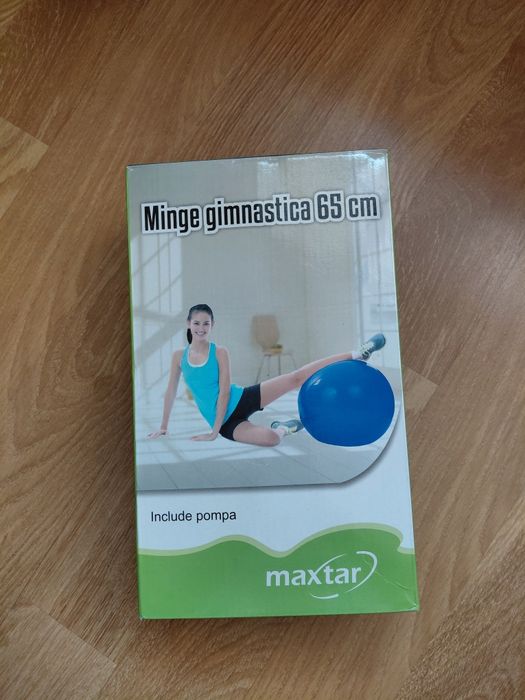 Minge gimnastica 65 cm
Include pompa
maxtar